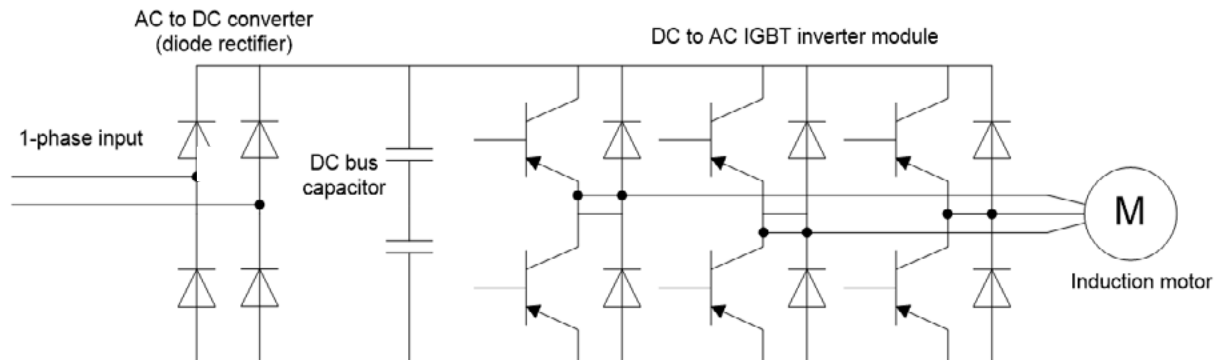 AC to DC converter
(diode rectifier)
DC to AC IGBT inverter module
1-phase input
DC bus
capacitor
M
Induction motor